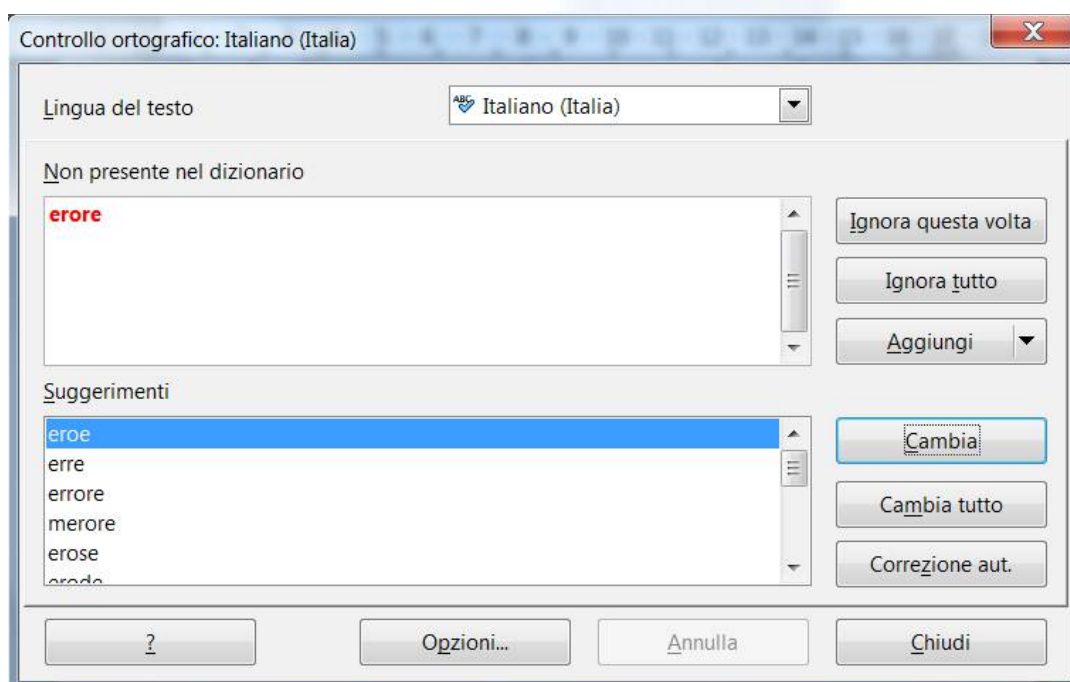 Controllo ortografico: Italiano (Italia)
Lingua del testo
Italiano (Italia)
Non presente nel dizionario
erore
Ignora questa volta
Ignora tutto
Aggiungi
Suggerimenti
eroe
erre
errore
merore
erose
erode
Cambia
Cambia tutto
Correzione aut.
?
Opzioni...
Annulla
Chiudi